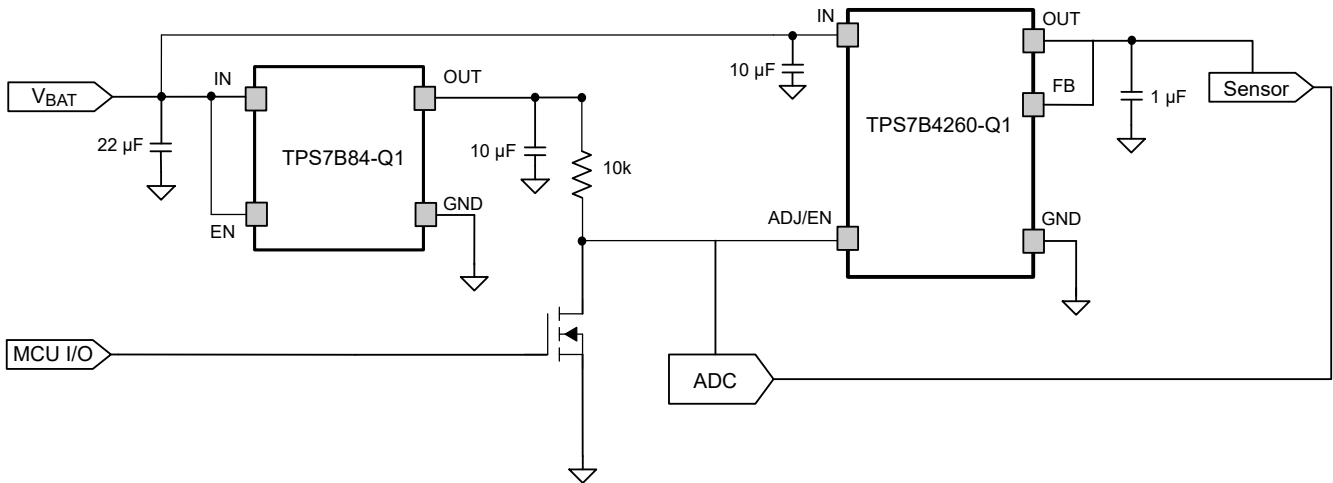 IN
OUT
V_BAT
IN
OUT
10 µF
FB
Sensor
1 µF
22 µF
TPS7B84-Q1
10 µF
10k
TPS7B4260-Q1
EN
GND
ADJ/EN
GND
MCU I/O
ADC